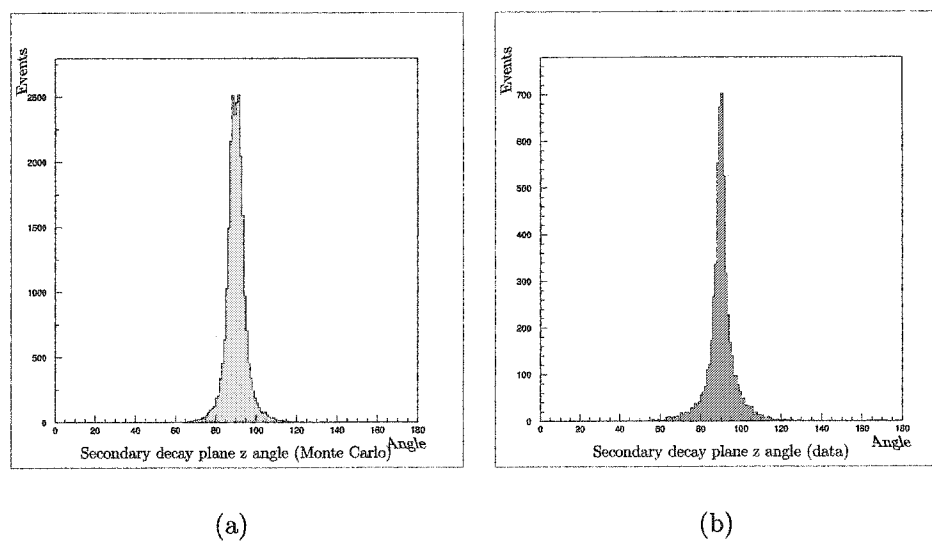 Events
2500
2000
1500
1000
500
0
0 20 40 60 80 100 120 140 160 180
Angle
Secondary decay plane z angle (Monte Carlo)
(a)
Events
700
600
500
400
300
200
100
0
0 20 40 60 80 100 120 140 160 180
Angle
Secondary decay plane z angle (data)
(b)